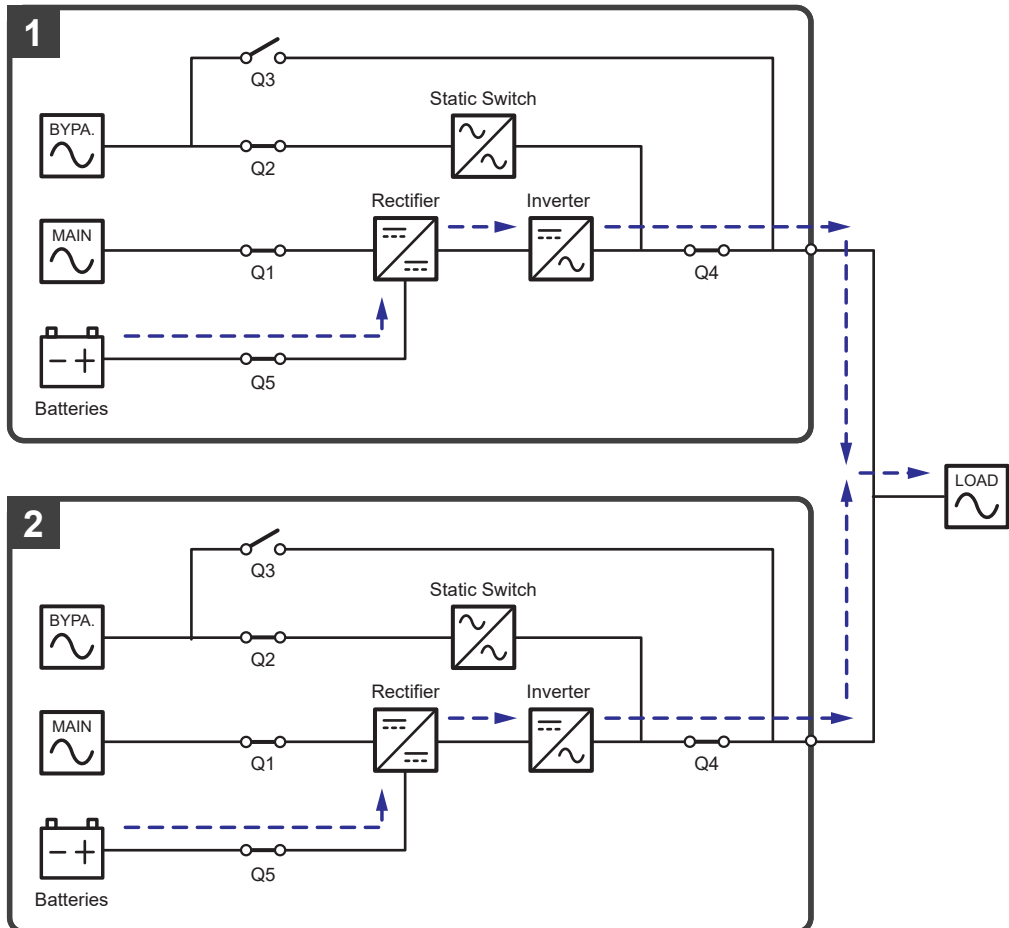 1
Q3
Static Switch
BYPA.
Q2
Rectifier
Inverter
MAIN
Q1
Q4
Q5
Batteries
LOAD
2
Q3
Static Switch
BYPA.
Q2
Rectifier
Inverter
MAIN
Q1
Q4
Q5
Batteries